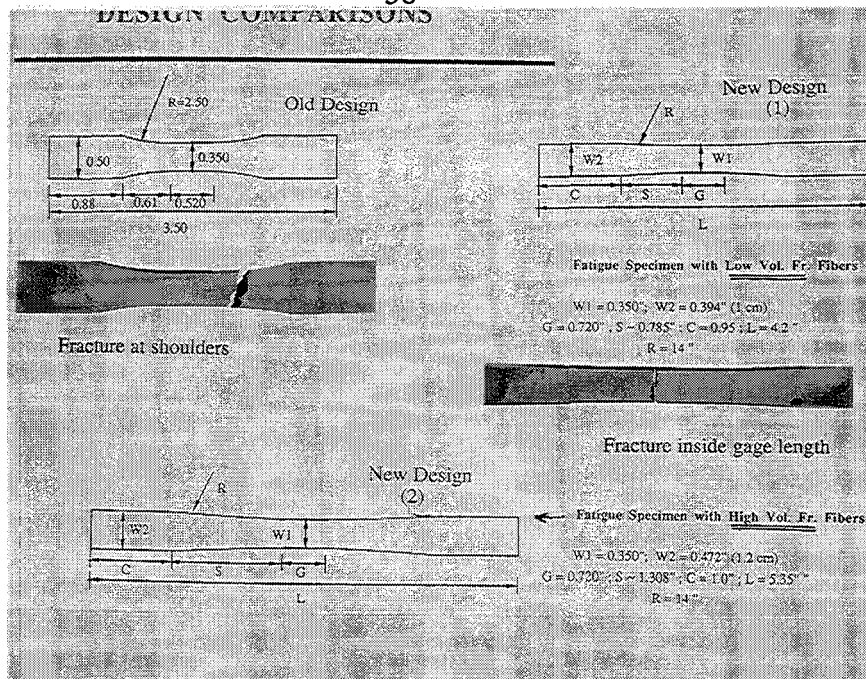 DESIGN COMPARISONS
R=2.50
Old Design
0.50
0.350
0.88
0.61
0.520
3.50
Fracture at shoulders
New Design
(1)
R
W2
W1
C
S
G
L
Fatigue Specimen with Low Vol. Fr. Fibers
W1 = 0.350"; W2 = 0.394" (1 cm)
G = 0.720" ; S ~ 0.785" ; C = 0.95 ; L = 4.2 "
R = 14 "
Fracture inside gage length
New Design
(2)
R
W2
W1
C
S
G
L
Fatigue Specimen with High Vol. Fr. Fibers
W1 = 0.350"; W2 = 0.472" (1.2 cm)
G = 0.720" ; S ~ 1.308" ; C = 1.0" ; L = 5.35" "
R = 14 "